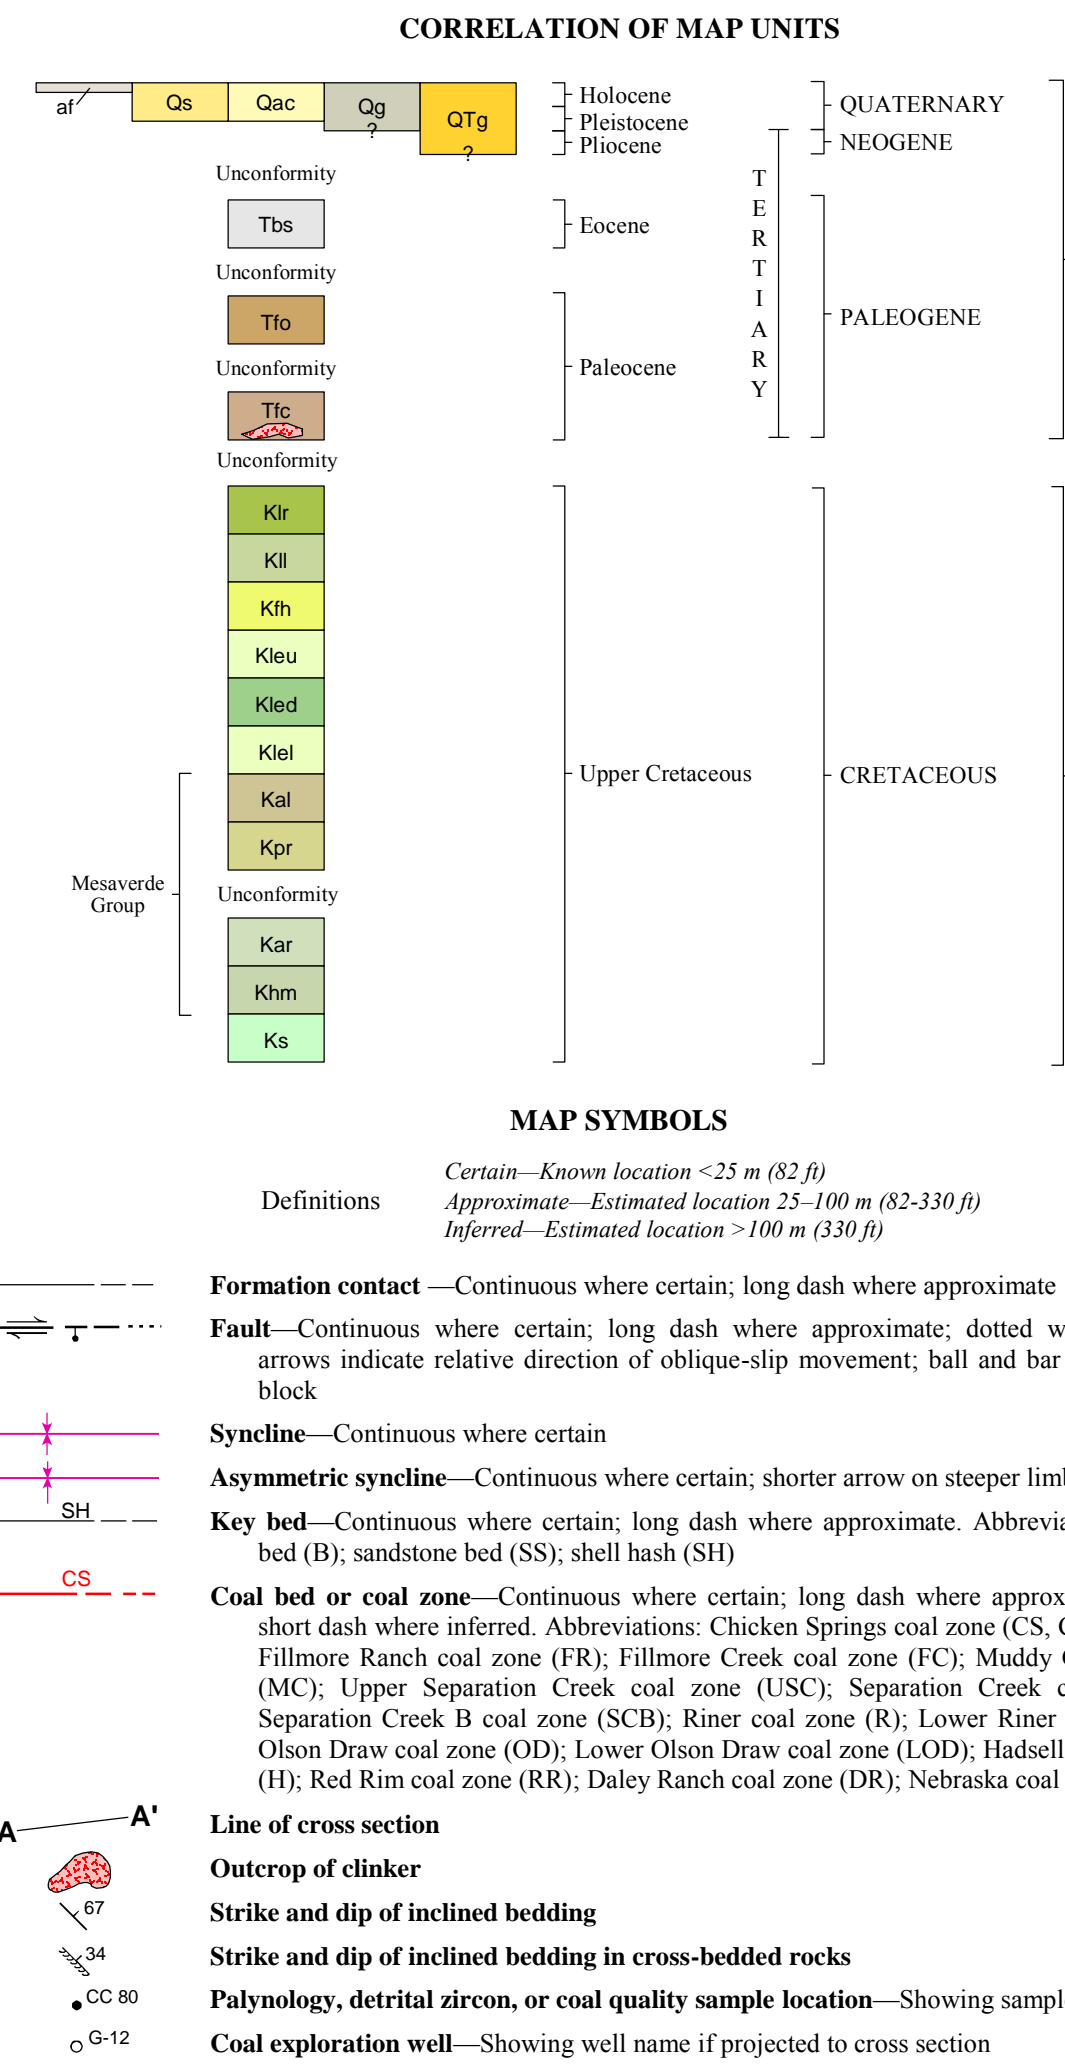 CORRELATION OF MAP UNITS
af
Qs
Qac
Qg
?
QTg
?
Holocene
Pleistocene
Pliocene
QUATERNARY
NEOGENE
Unconformity
Tbs
Eocene
Unconformity
Tfo
Unconformity
Tfc
Unconformity
Paleocene
T
E
R
T
I
A
R
Y
PALEOGENE
Klr
Kll
Kfh
Kleu
Kled
Klel
Kal
Kpr
Unconformity
Kar
Khm
Ks
Mesaverde
Group
Upper Cretaceous
CRETACEOUS
MAP SYMBOLS
Definitions
Certain—Known location <25 m (82 ft)
Approximate—Estimated location 25–100 m (82-330 ft)
Inferred—Estimated location >100 m (330 ft)
Formation contact —Continuous where certain; long dash where approximate
Fault—Continuous where certain; long dash where approximate; dotted w
arrows indicate relative direction of oblique-slip movement; ball and bar
block
Syncline—Continuous where certain
Asymmetric syncline—Continuous where certain; shorter arrow on steeper lim
SH
Key bed—Continuous where certain; long dash where approximate. Abbrevia
bed (B); sandstone bed (SS); shell hash (SH)
CS
Coal bed or coal zone—Continuous where certain; long dash where approx
short dash where inferred. Abbreviations: Chicken Springs coal zone (CS, C
Fillmore Ranch coal zone (FR); Fillmore Creek coal zone (FC); Muddy
(MC); Upper Separation Creek coal zone (USC); Separation Creek c
Separation Creek B coal zone (SCB); Riner coal zone (R); Lower Riner
Olson Draw coal zone (OD); Lower Olson Draw coal zone (LOD); Hadsell
(H); Red Rim coal zone (RR); Daley Ranch coal zone (DR); Nebraska coal
A A'
Line of cross section
Outcrop of clinker
67
Strike and dip of inclined bedding
34
Strike and dip of inclined bedding in cross-bedded rocks
CC 80
Palynology, detrital zircon, or coal quality sample location—Showing sampl
G-12
Coal exploration well—Showing well name if projected to cross section